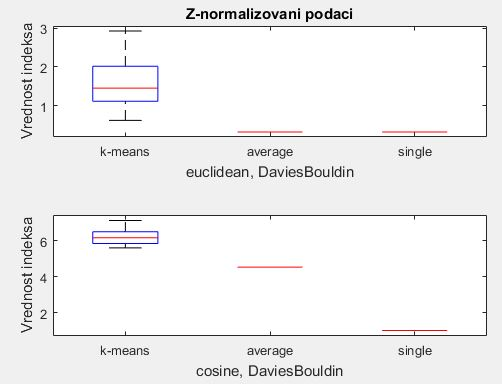 Z-normalizovani podaci
Vrednost indeksa
3
2
1
k-means average single
euclidean, DaviesBouldin
Vrednost indeksa
6
4
2
k-means average single
cosine, DaviesBouldin